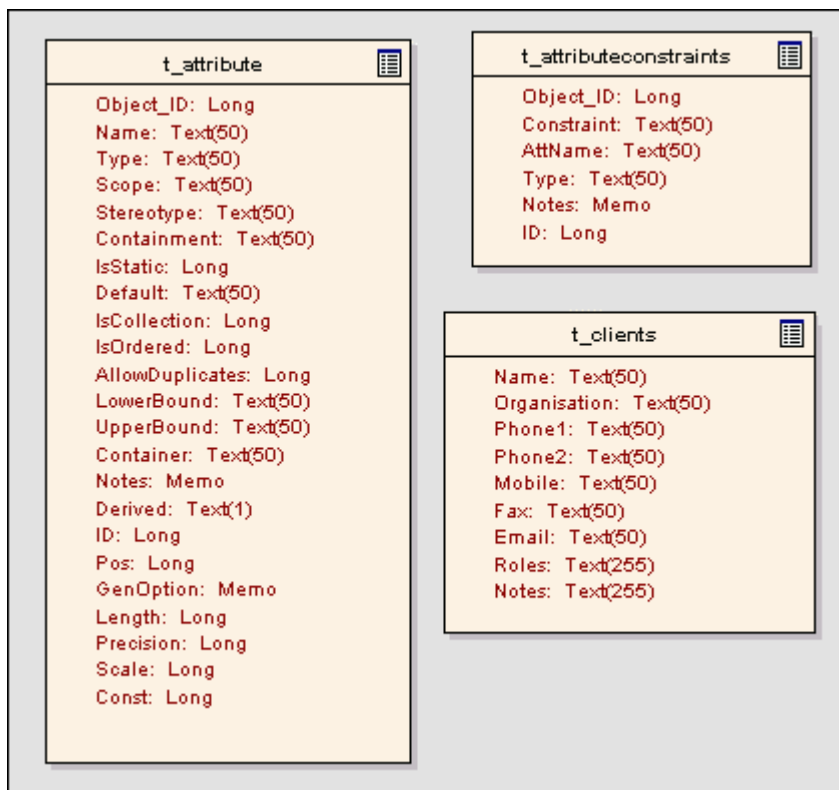 t_attribute
Object_ID: Long
Name: Text(50)
Type: Text(50)
Scope: Text(50)
Stereotype: Text(50)
Containment: Text(50)
IsStatic: Long
Default: Text(50)
IsCollection: Long
IsOrdered: Long
AllowDuplicates: Long
LowerBound: Text(50)
UpperBound: Text(50)
Container: Text(50)
Notes: Memo
Derived: Text(1)
ID: Long
Pos: Long
GenOption: Memo
Length: Long
Precision: Long
Scale: Long
Const: Long
t_attributeconstraints
Object_ID: Long
Constraint: Text(50)
AttName: Text(50)
Type: Text(50)
Notes: Memo
ID: Long
t_clients
Name: Text(50)
Organisation: Text(50)
Phone1: Text(50)
Phone2: Text(50)
Mobile: Text(50)
Fax: Text(50)
Email: Text(50)
Roles: Text(255)
Notes: Text(255)